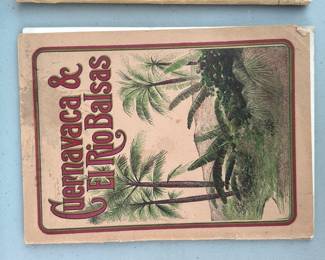 Cuernavaca &
El Rio Balsas